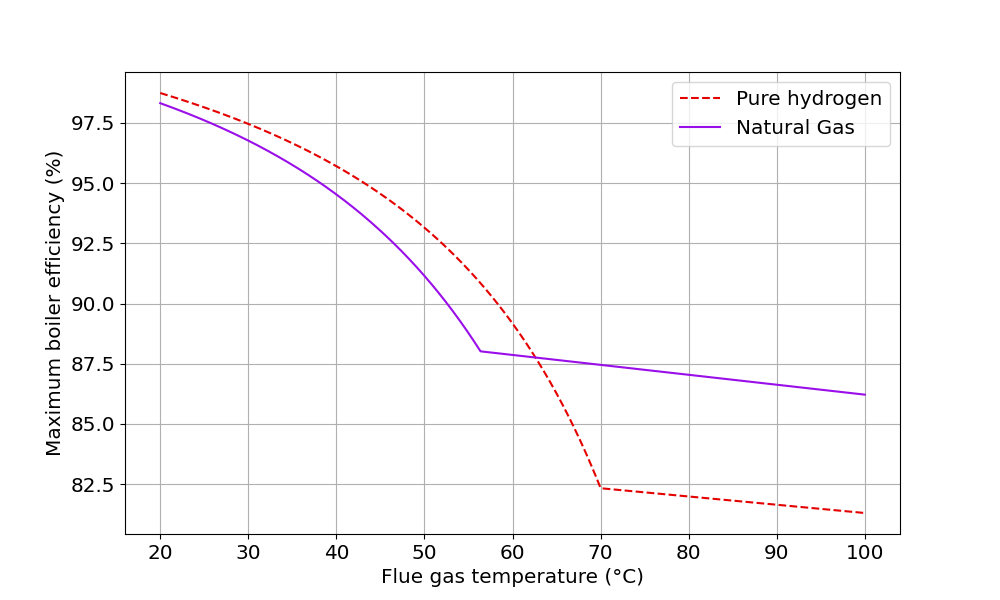 Pure hydrogen
Natural Gas
97.5
95.0
92.5
90.0
87.5
85.0
82.5
Maximum boiler efficiency (%)
20 30 40 50 60 70 80 90 100
Flue gas temperature (°C)